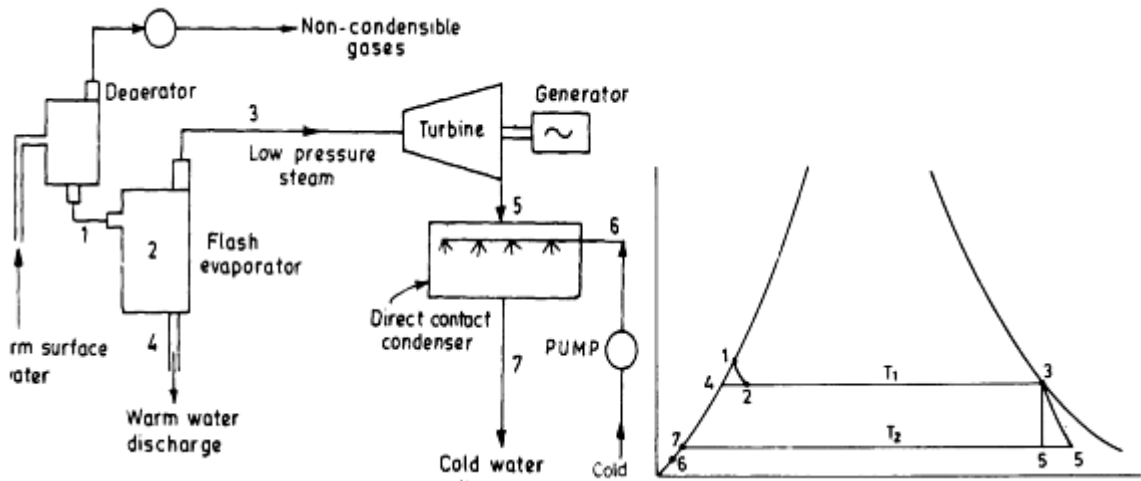 Non-condensible
gases
Deaerator
3
Low pressure
steam
Turbine
Generator
~
1
2
Flash
evaporator
4
5
6
Direct contact
condenser
PUMP
7
rm surface
ater
Warm water
discharge
Cold water
Cold
1
4
2
T₁
3
7
6
T₂
5
5